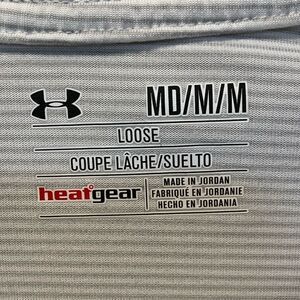 MD/M/M
LOOSE
COUPE LÂCHE/SUELTO
heatgear
MADE IN JORDAN
FABRIQUÉ EN JORDANIE
HECHO EN JORDANIA